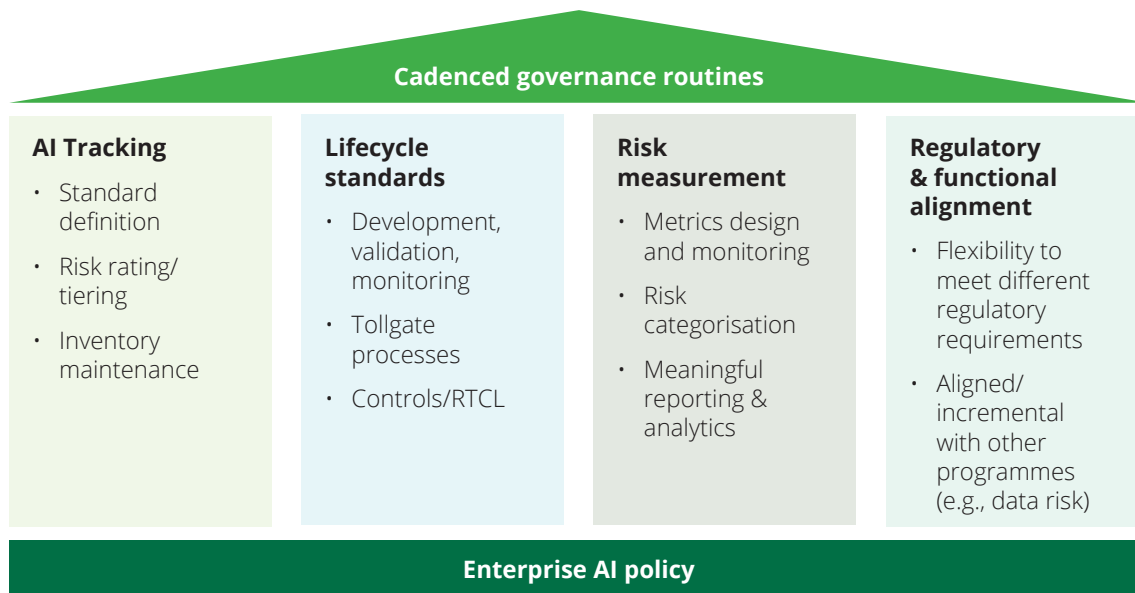 Cadenced governance routines
AI Tracking
• Standard
definition
• Risk rating/
tiering
• Inventory
maintenance
Lifecycle
standards
• Development,
validation,
monitoring
• Tollgate
processes
• Controls/RTCL
Risk
measurement
• Metrics design
and monitoring
• Risk
categorisation
• Meaningful
reporting &
analytics
Regulatory
& functional
alignment
• Flexibility to
meet different
regulatory
requirements
• Aligned/
incremental
with other
programmes
(e.g., data risk)
Enterprise AI policy